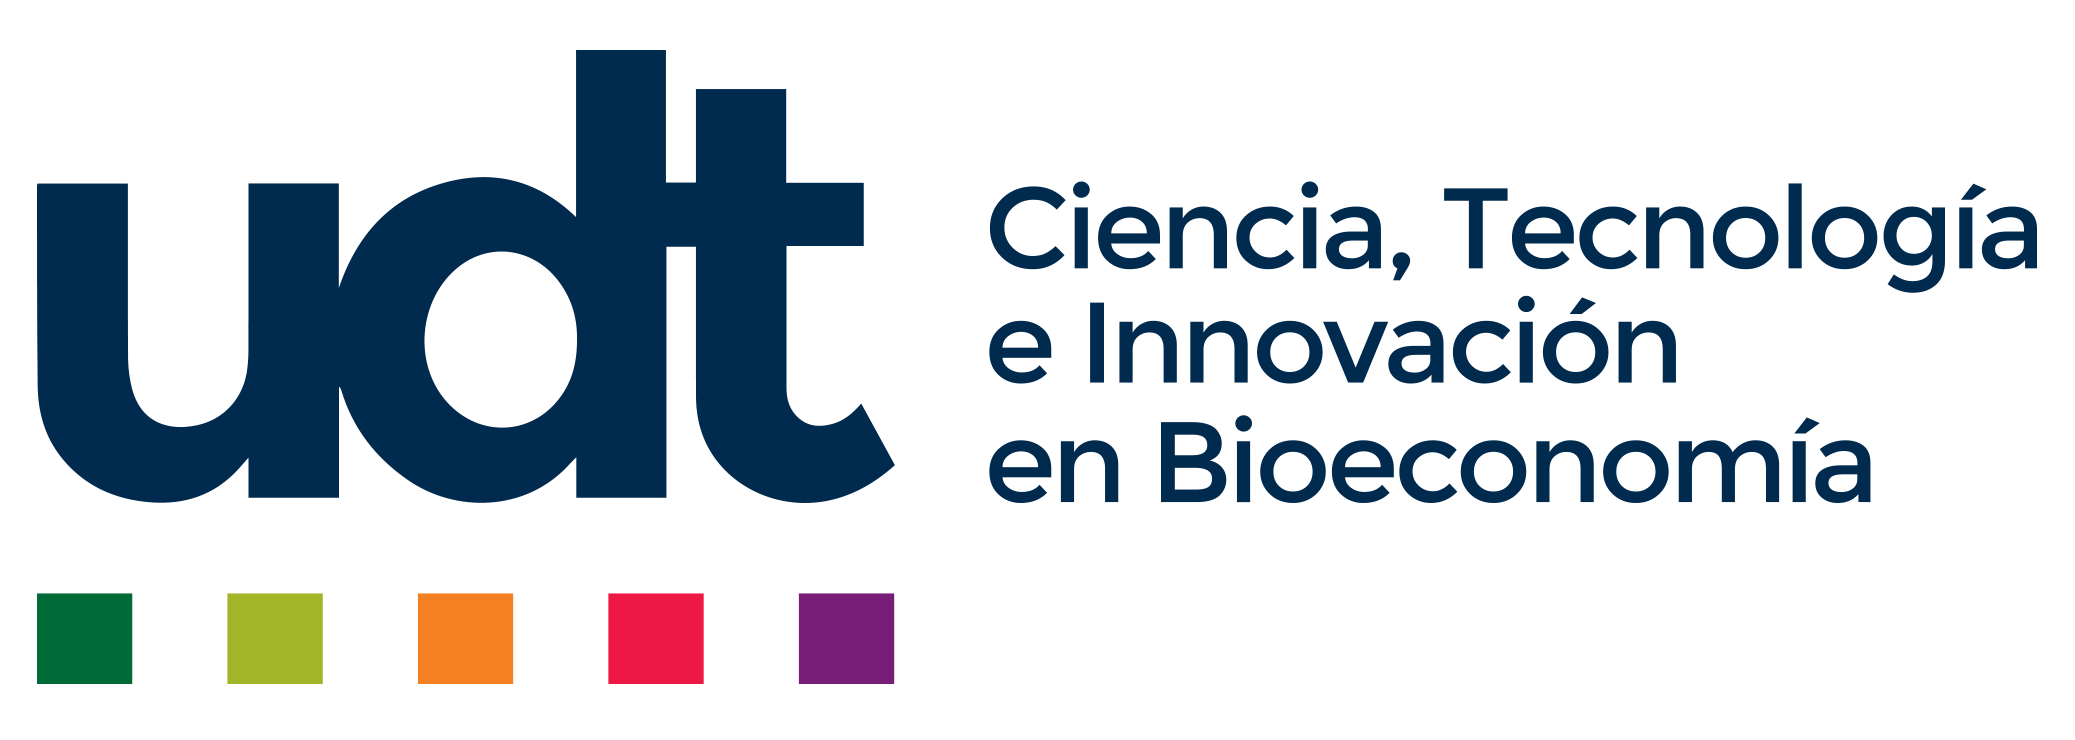 udt
Ciencia, Tecnología
e Innovación
en Bioeconomía